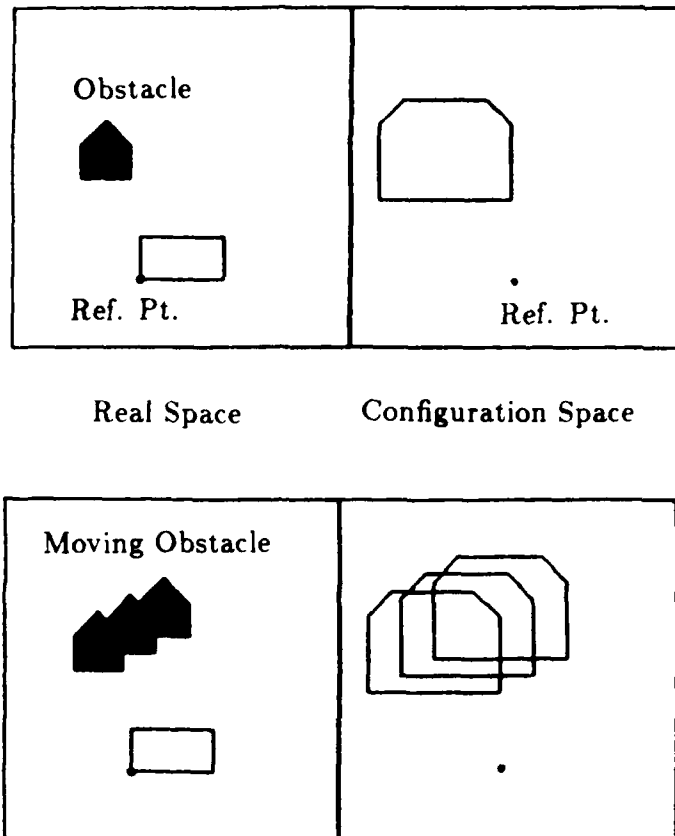 Obstacle
Ref. Pt.
Ref. Pt.
Real Space
Configuration Space
Moving Obstacle